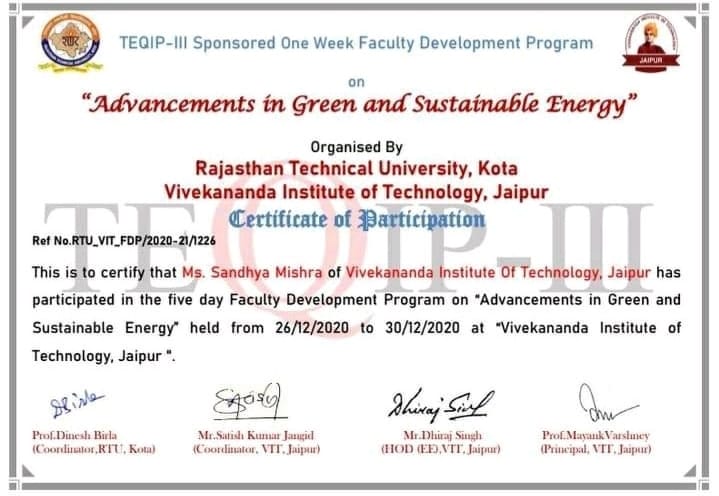 TEQIP-III Sponsored One Week Faculty Development Program
on
"Advancements in Green and Sustainable Energy"
Organised By
Rajasthan Technical University, Kota
Vivekananda Institute of Technology, Jaipur
Certificate of Participation
TEQIP-III
Ref No.RTU_VIT_FDP/2020-21/1226
This is to certify that Ms. Sandhya Mishra of Vivekananda Institute Of Technology, Jaipur has
participated in the five day Faculty Development Program on "Advancements in Green and
Sustainable Energy" held from 26/12/2020 to 30/12/2020 at "Vivekananda Institute of
Technology, Jaipur ".
Dhiraj Singh
Prof.Dinesh Birla
(Coordinator,RTU, Kota)
Mr.Satish Kumar Jangid
(Coordinator, VIT, Jaipur)
Mr.Dhiraj Singh
(HOD (EE),VIT, Jaipur)
Prof.MayankVarshney
(Principal, VIT, Jaipur)
JAIPUR